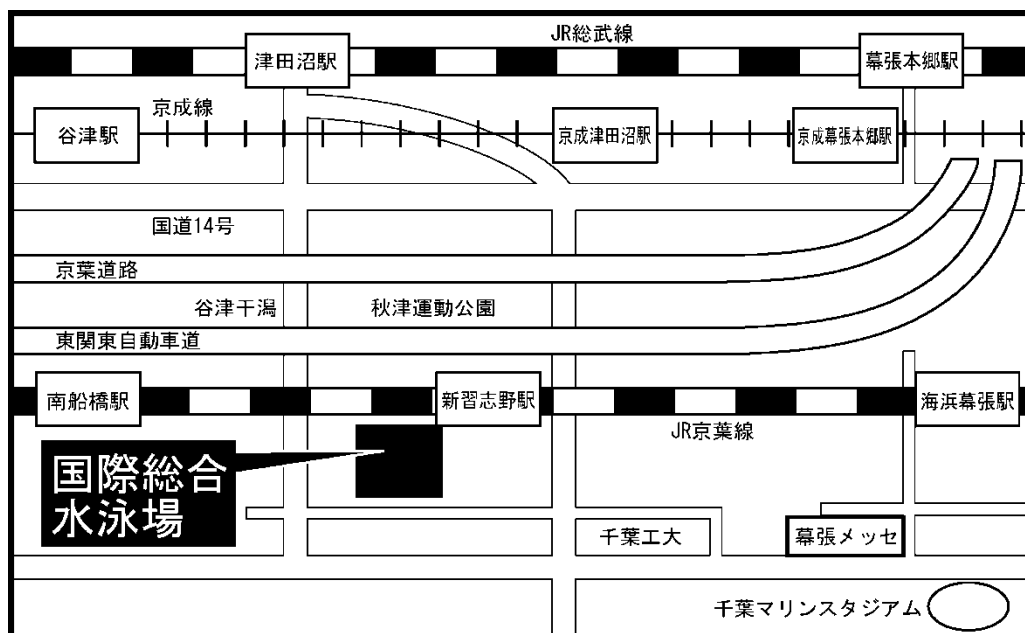 JR総武線
津田沼駅
幕張本郷駅
京成線
谷津駅
京成津田沼駅
京成幕張本郷駅
国道14号
京葉道路
谷津干潟
秋津運動公園
東関東自動車道
南船橋駅
新習志野駅
海浜幕張駅
JR京葉線
国際総合
水泳場
千葉工大
幕張メッセ
千葉マリンスタジアム